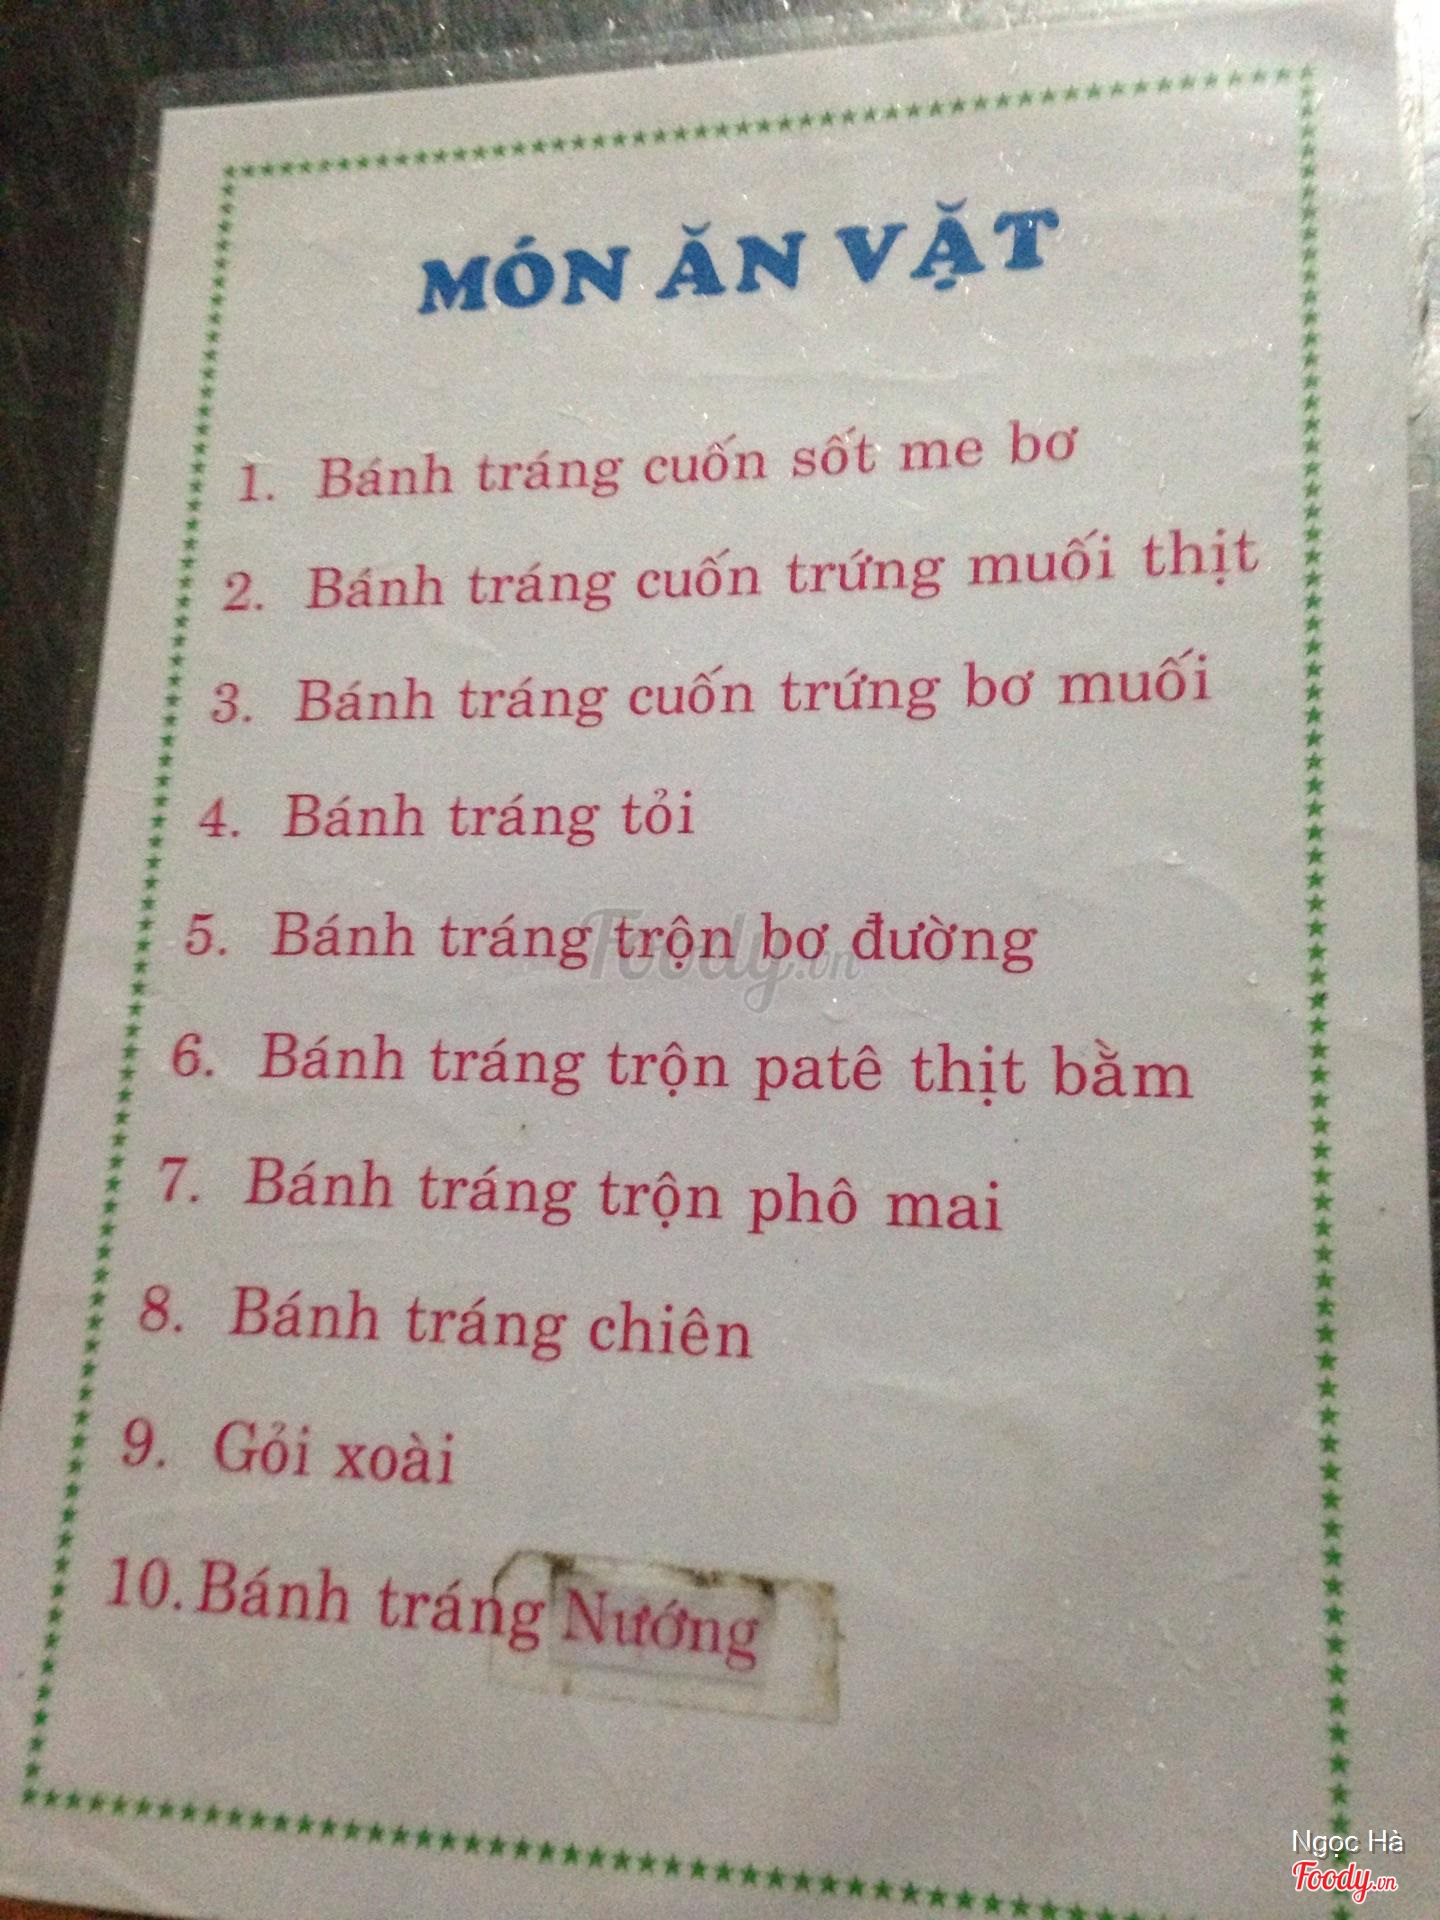 MÓN ĂN VẶT
1. Bánh tráng cuốn sốt me bơ
2. Bánh tráng cuốn trứng muối thịt
3. Bánh tráng cuốn trứng bơ muối
4. Bánh tráng tỏi
5. Bánh tráng trộn bơ đường
6. Bánh tráng trộn patê thịt bằm
7. Bánh tráng trộn phô mai
8. Bánh tráng chiên
9. Gỏi xoài
10. Bánh tráng Nướng
Foody.vn
Ngọc Hà
Foody.vn